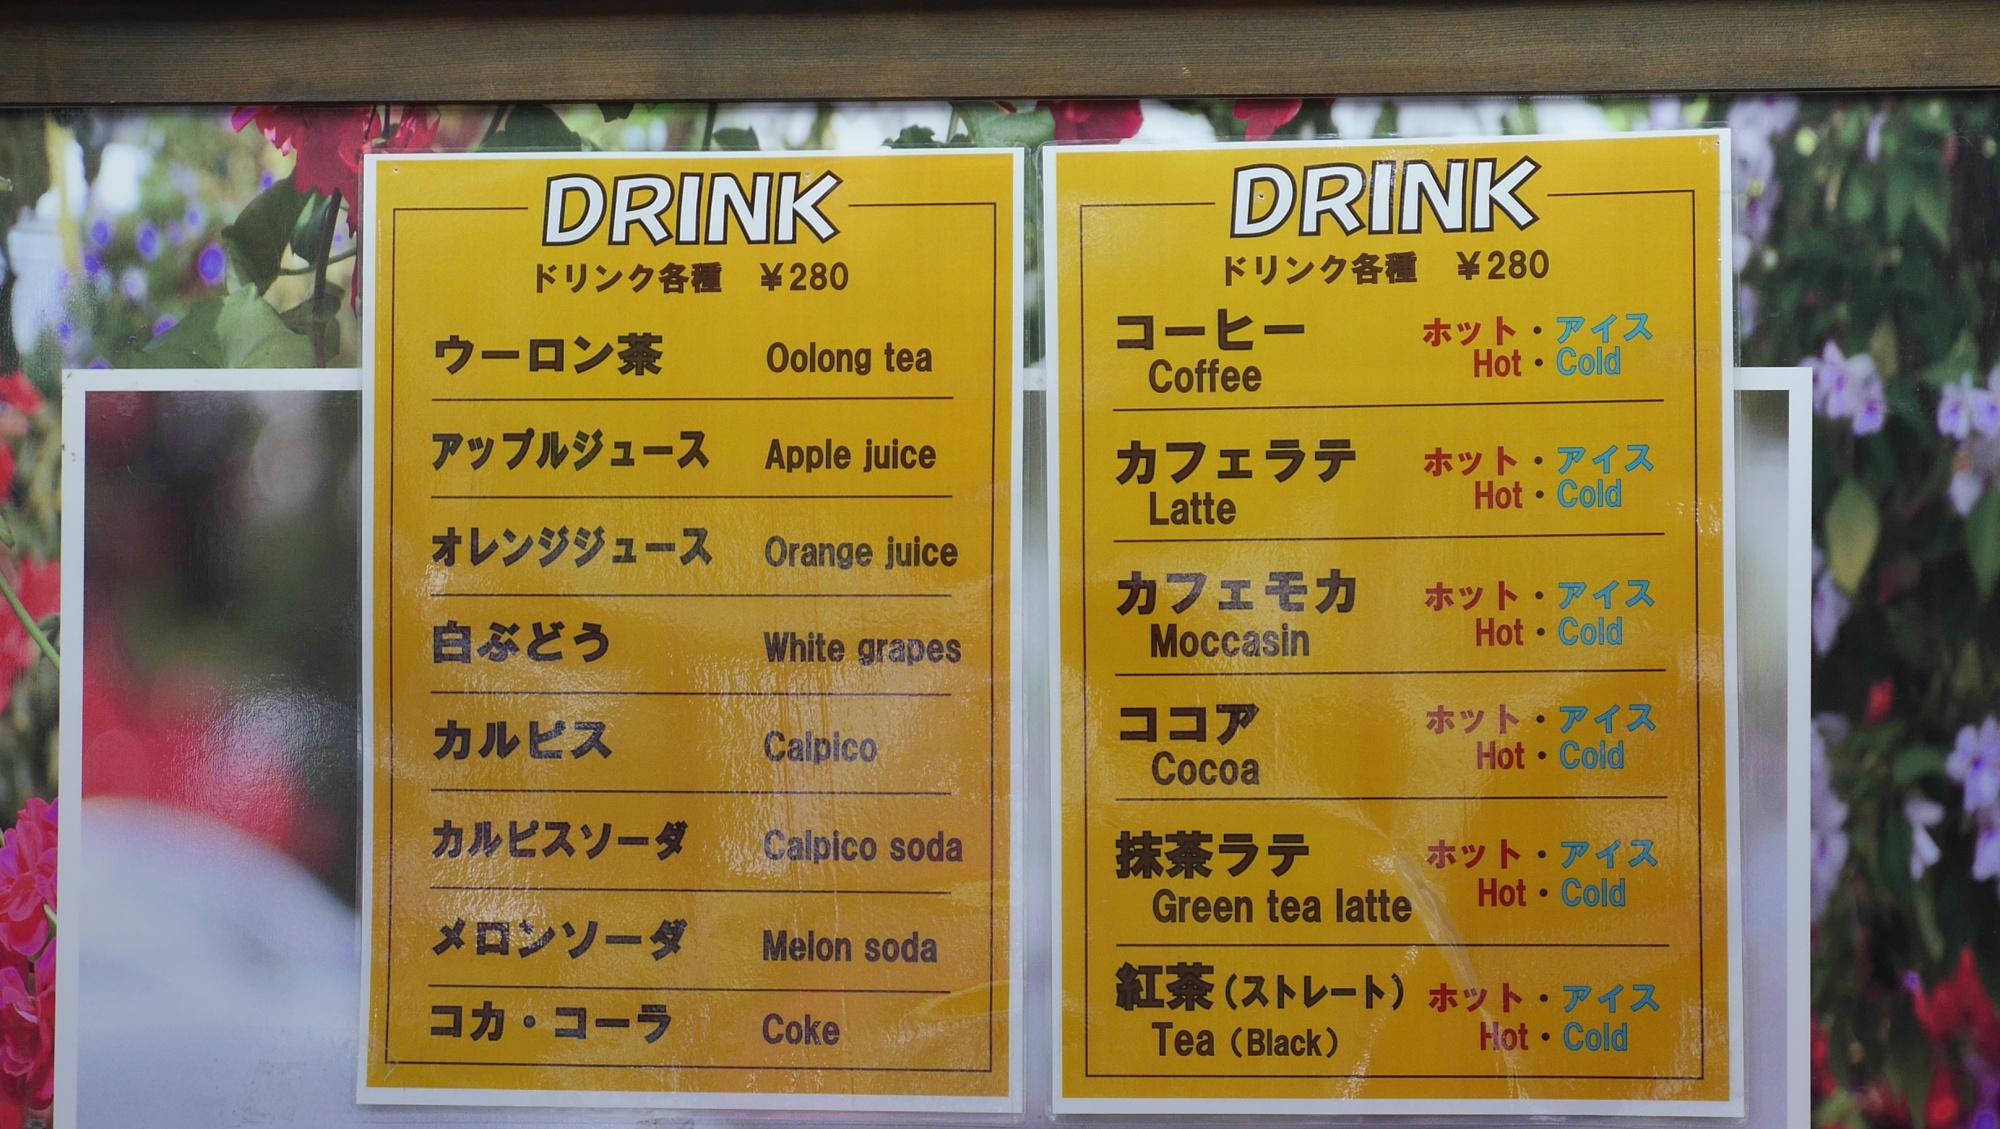 DRINK
ドリンク各種 ￥280
ウーロン茶 Oolong tea
アップルジュース Apple juice
オレンジジュース Orange juice
白ぶどう White grapes
カルピス Calpico
カルピスソーダ Calpico soda
メロンソーダ Melon soda
コカ・コーラ Coke
DRINK
ドリンク各種 ￥280
コーヒー ホット・アイス
Coffee Hot・Cold
カフェラテ ホット・アイス
Latte Hot・Cold
カフェモカ ホット・アイス
Moccasin Hot・Cold
ココア ホット・アイス
Cocoa Hot・Cold
抹茶ラテ ホット・アイス
Green tea latte Hot・Cold
紅茶（ストレート） ホット・アイス
Tea（Black） Hot・Cold